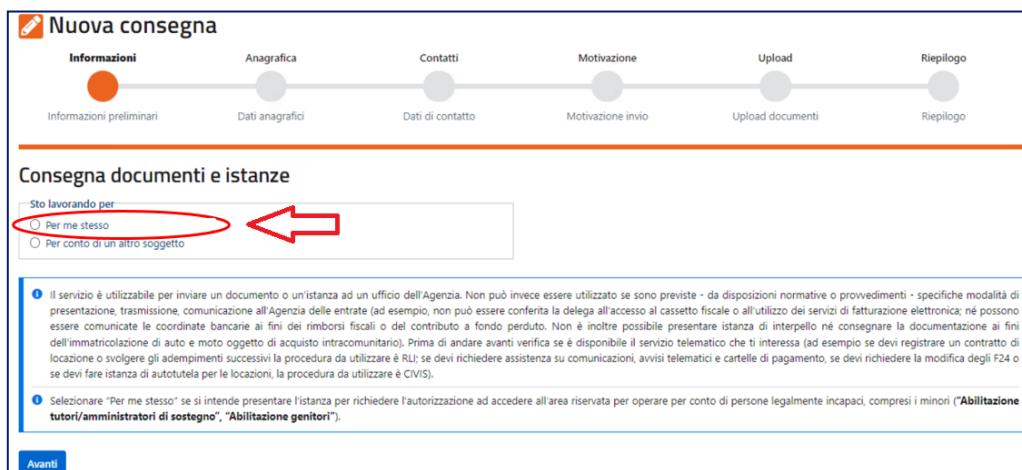 Nuova consegna
Informazioni Anagrafica Contatti Motivazione Upload Riepilogo
Informazioni preliminari Dati anagrafici Dati di contatto Motivazione invio Upload documenti Riepilogo
Consegna documenti e istanze
Sto lavorando per
Per me stesso
Per conto di un altro soggetto
Il servizio è utilizzabile per inviare un documento o un'istanza ad un ufficio dell'Agenzia. Non può invece essere utilizzato se sono previste - da disposizioni normative o provvedimenti - specifiche modalità di
presentazione, trasmissione, comunicazione all'Agenzia delle entrate (ad esempio, non può essere conferita la delega all'accesso al cassetto fiscale o all'utilizzo dei servizi di fatturazione elettronica; né possono
essere comunicate le coordinate bancarie ai fini dei rimborsi fiscali o del contributo a fondo perduto. Non è inoltre possibile presentare istanza di interpello né consegnare la documentazione ai fini
dell'immatricolazione di auto e moto oggetto di acquisto intracomunitario). Prima di andare avanti verifica se è disponibile il servizio telematico che ti interessa (ad esempio se devi registrare un contratto di
locazione o svolgere gli adempimenti successivi la procedura da utilizzare è RLI; se devi richiedere assistenza su comunicazioni, avvisi telematici e cartelle di pagamento, se devi richiedere la modifica degli F24 o
se devi fare istanza di autotutela per le locazioni, la procedura da utilizzare è CIVIS).
Selezionare "Per me stesso" se si intende presentare l'istanza per richiedere l'autorizzazione ad accedere all'area riservata per operare per conto di persone legalmente incapaci, compresi i minori ("Abilitazione
tutori/amministratori di sostegno", "Abilitazione genitori").
Avanti